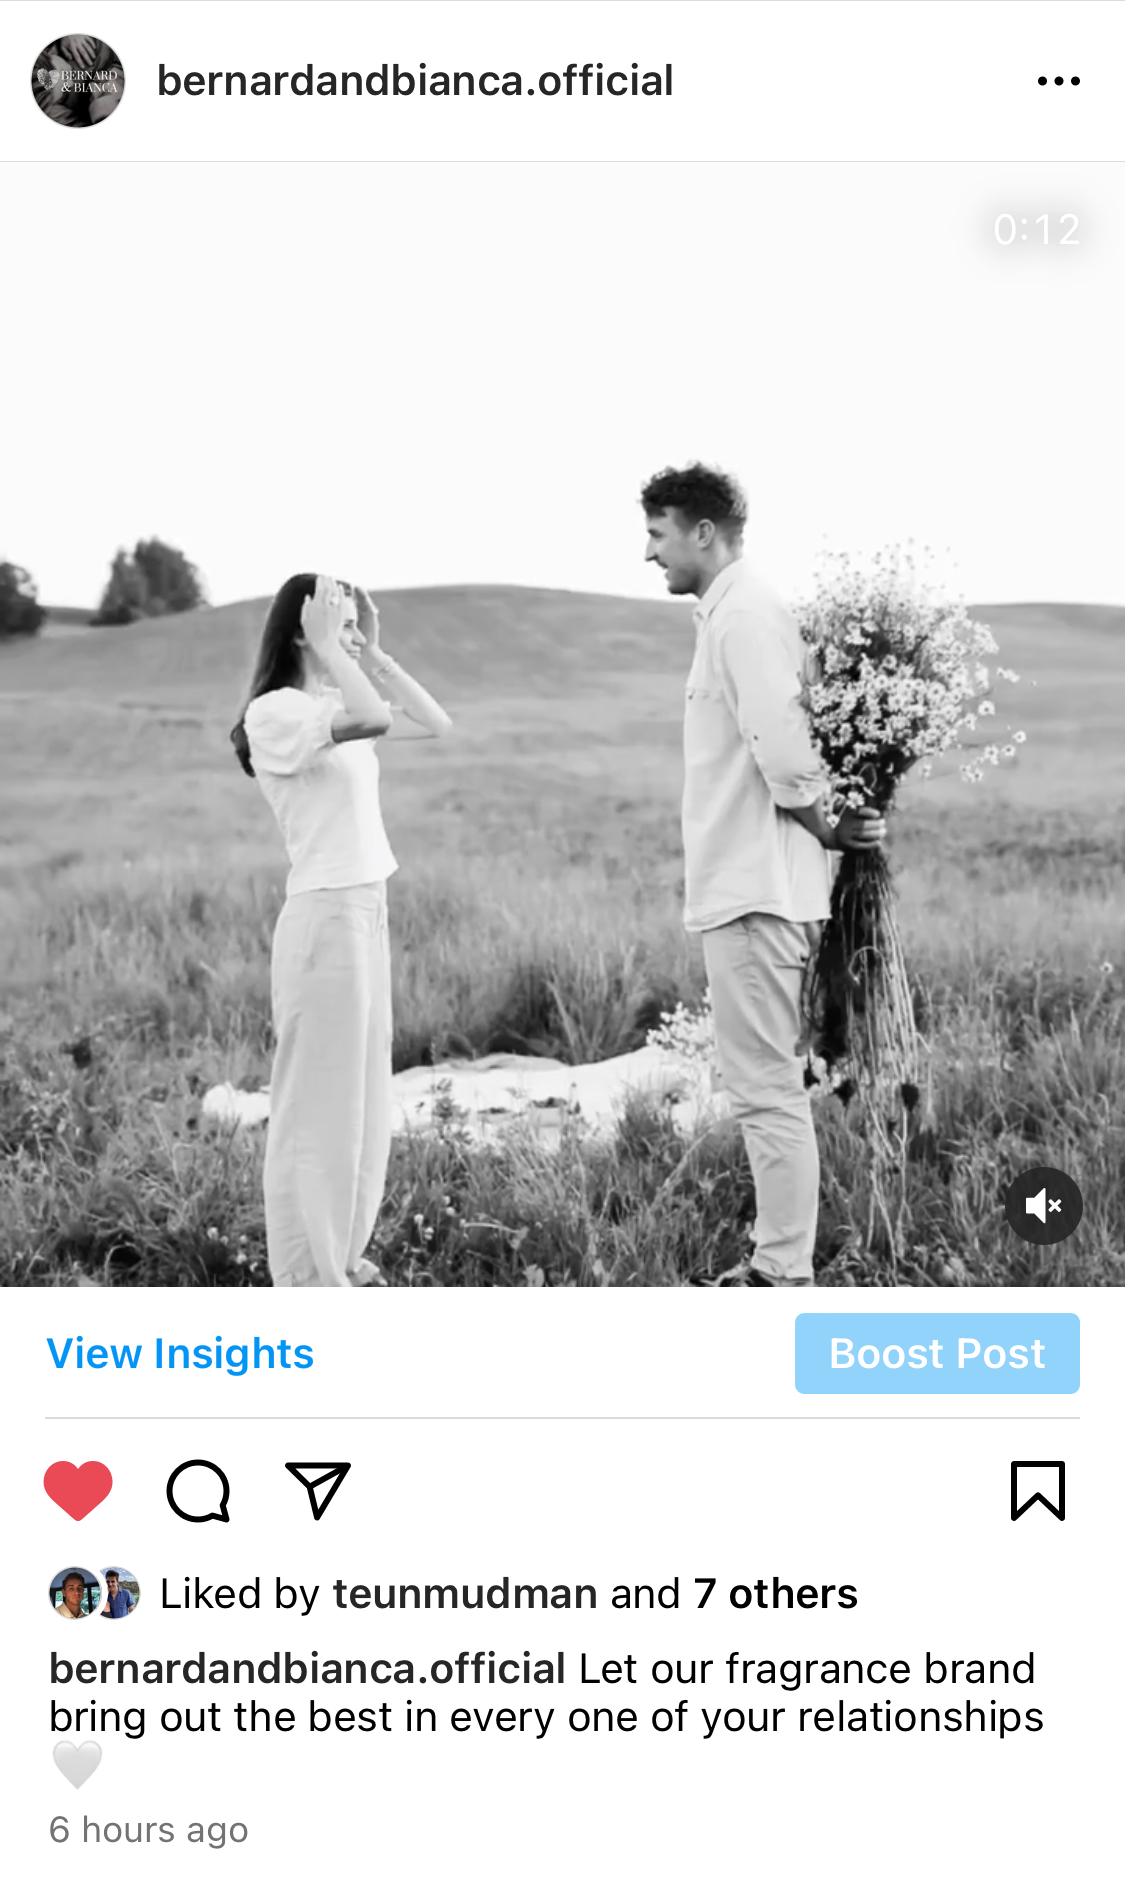 BERNARD
& BIANCA
bernardandbianca.official
0:12
View Insights
Boost Post
Liked by teunmudman and 7 others
bernardandbianca.official Let our fragrance brand
bring out the best in every one of your relationships
🤍
6 hours ago